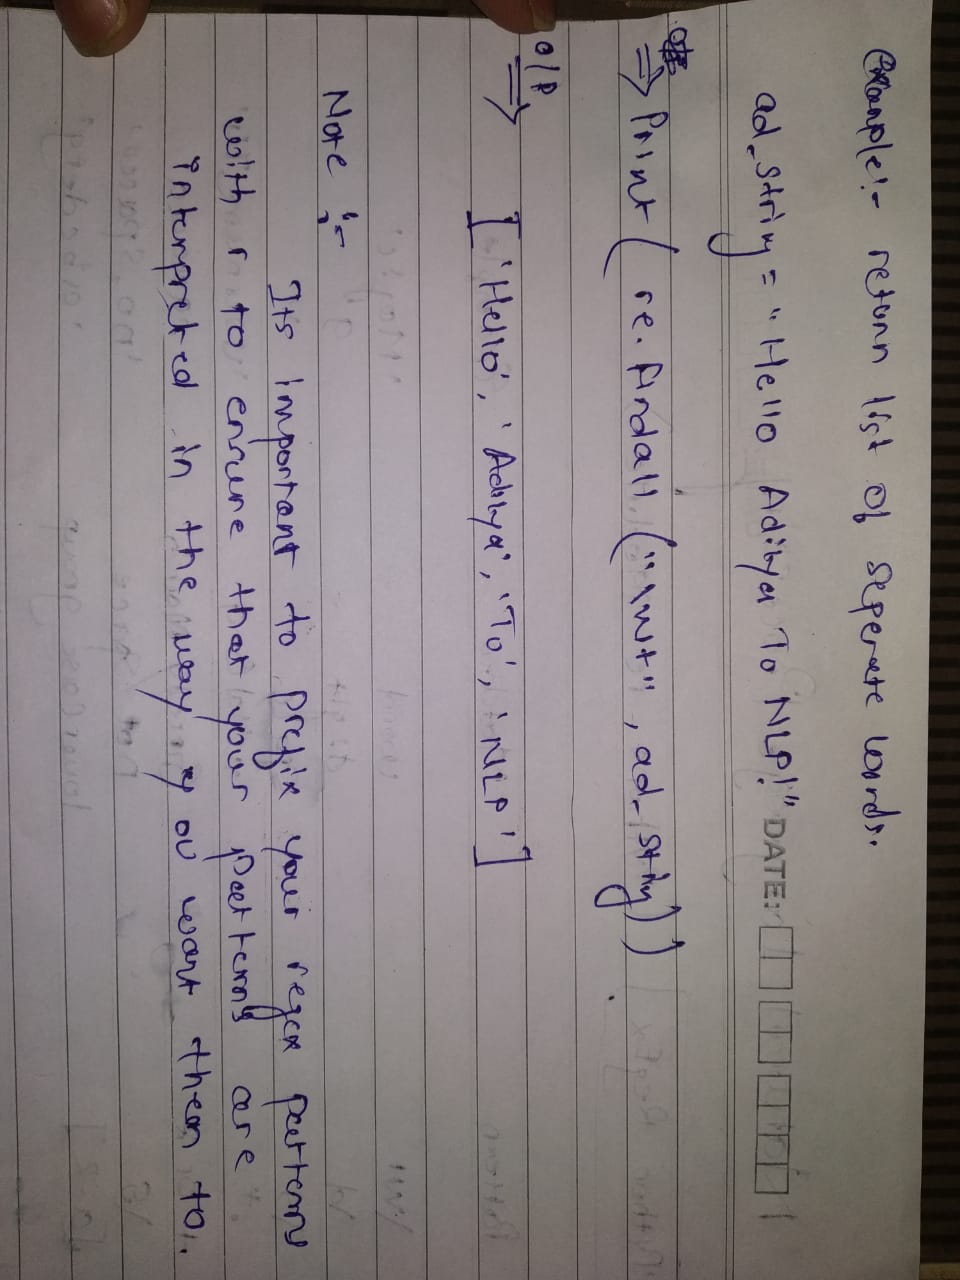 Example:- return list of seperate words.
ad_string = "Hello Aditya To NLP!" DATE:
=> Print ( re.findall ("\w+", ad_string))
O/P
=> ['Hello', 'Aditya', 'To', 'NLP']
Note :-
Its important to prefix your regex patterns
with r to ensure that your patterns are
interpreted in the way you want them to.